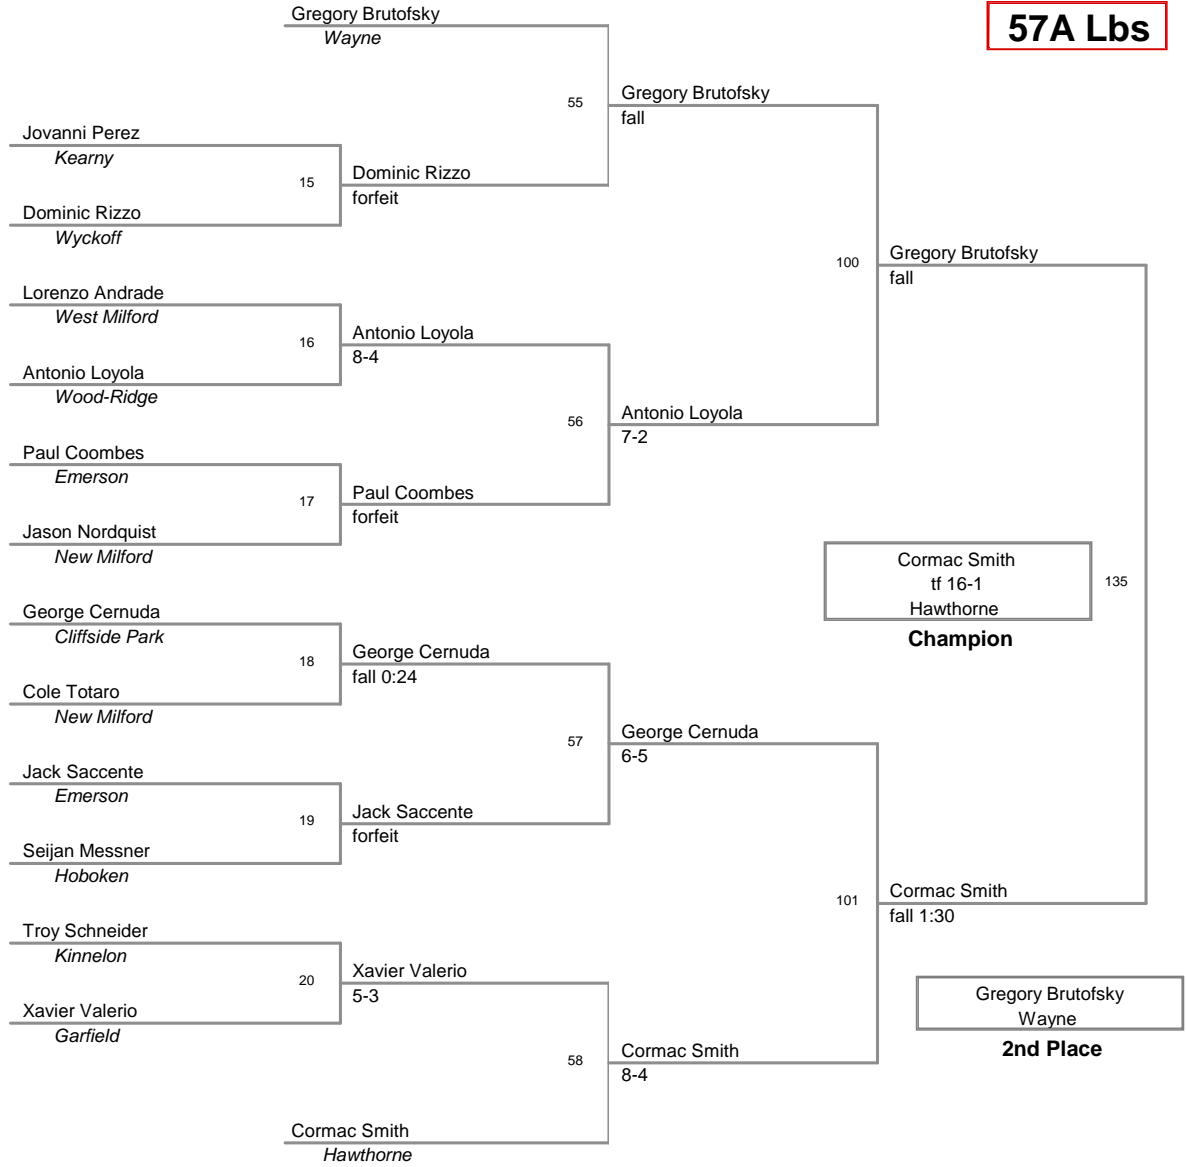 Gregory Brutofsky
Wayne
57A Lbs
55
Gregory Brutofsky
fall
Jovanni Perez
Kearny
15
Dominic Rizzo
forfeit
Dominic Rizzo
Wyckoff
100
Gregory Brutofsky
fall
Lorenzo Andrade
West Milford
16
Antonio Loyola
8-4
Antonio Loyola
Wood-Ridge
56
Antonio Loyola
7-2
Paul Coombes
Emerson
17
Paul Coombes
forfeit
Jason Nordquist
New Milford
Cormac Smith
tf 16-1
Hawthorne
Champion
135
George Cernuda
Cliffside Park
18
George Cernuda
fall 0:24
Cole Totaro
New Milford
57
George Cernuda
6-5
Jack Saccente
Emerson
19
Jack Saccente
forfeit
Seijan Messner
Hoboken
101
Cormac Smith
fall 1:30
Troy Schneider
Kinnelon
20
Xavier Valerio
5-3
Xavier Valerio
Garfield
Gregory Brutofsky
Wayne
2nd Place
58
Cormac Smith
8-4
Cormac Smith
Hawthorne